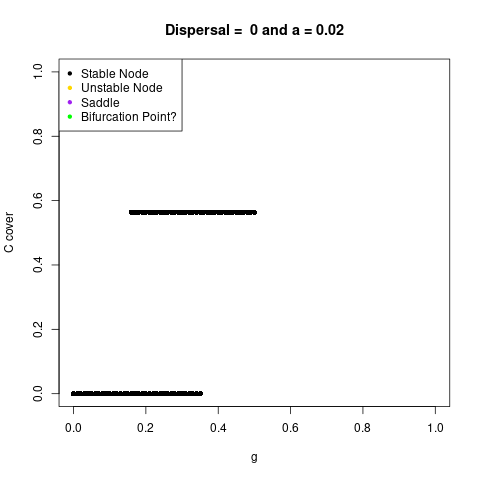 Dispersal =  0 and a = 0.02
Stable Node
Unstable Node
Saddle
Bifurcation Point?
C cover
1.0
0.8
0.6
0.4
0.2
0.0
0.0 0.2 0.4 0.6 0.8 1.0
g